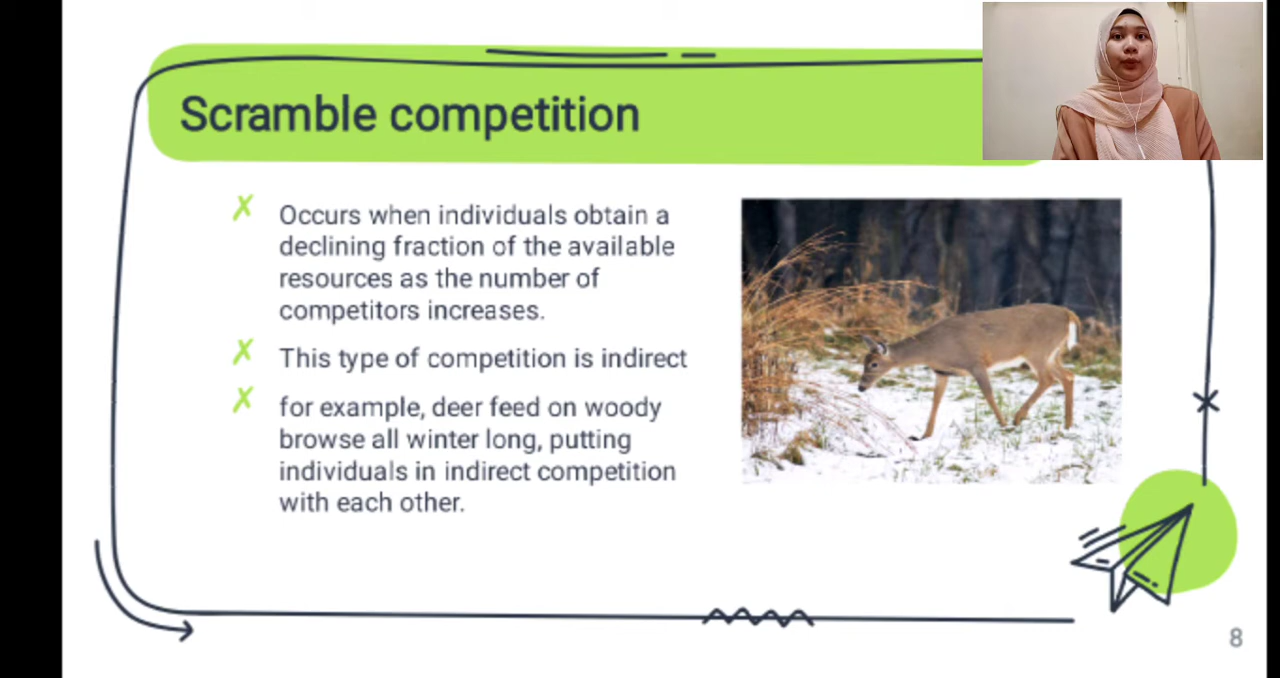 Scramble competition
✗ Occurs when individuals obtain a
declining fraction of the available
resources as the number of
competitors increases.
✗ This type of competition is indirect
✗ for example, deer feed on woody
browse all winter long, putting
individuals in indirect competition
with each other.
8